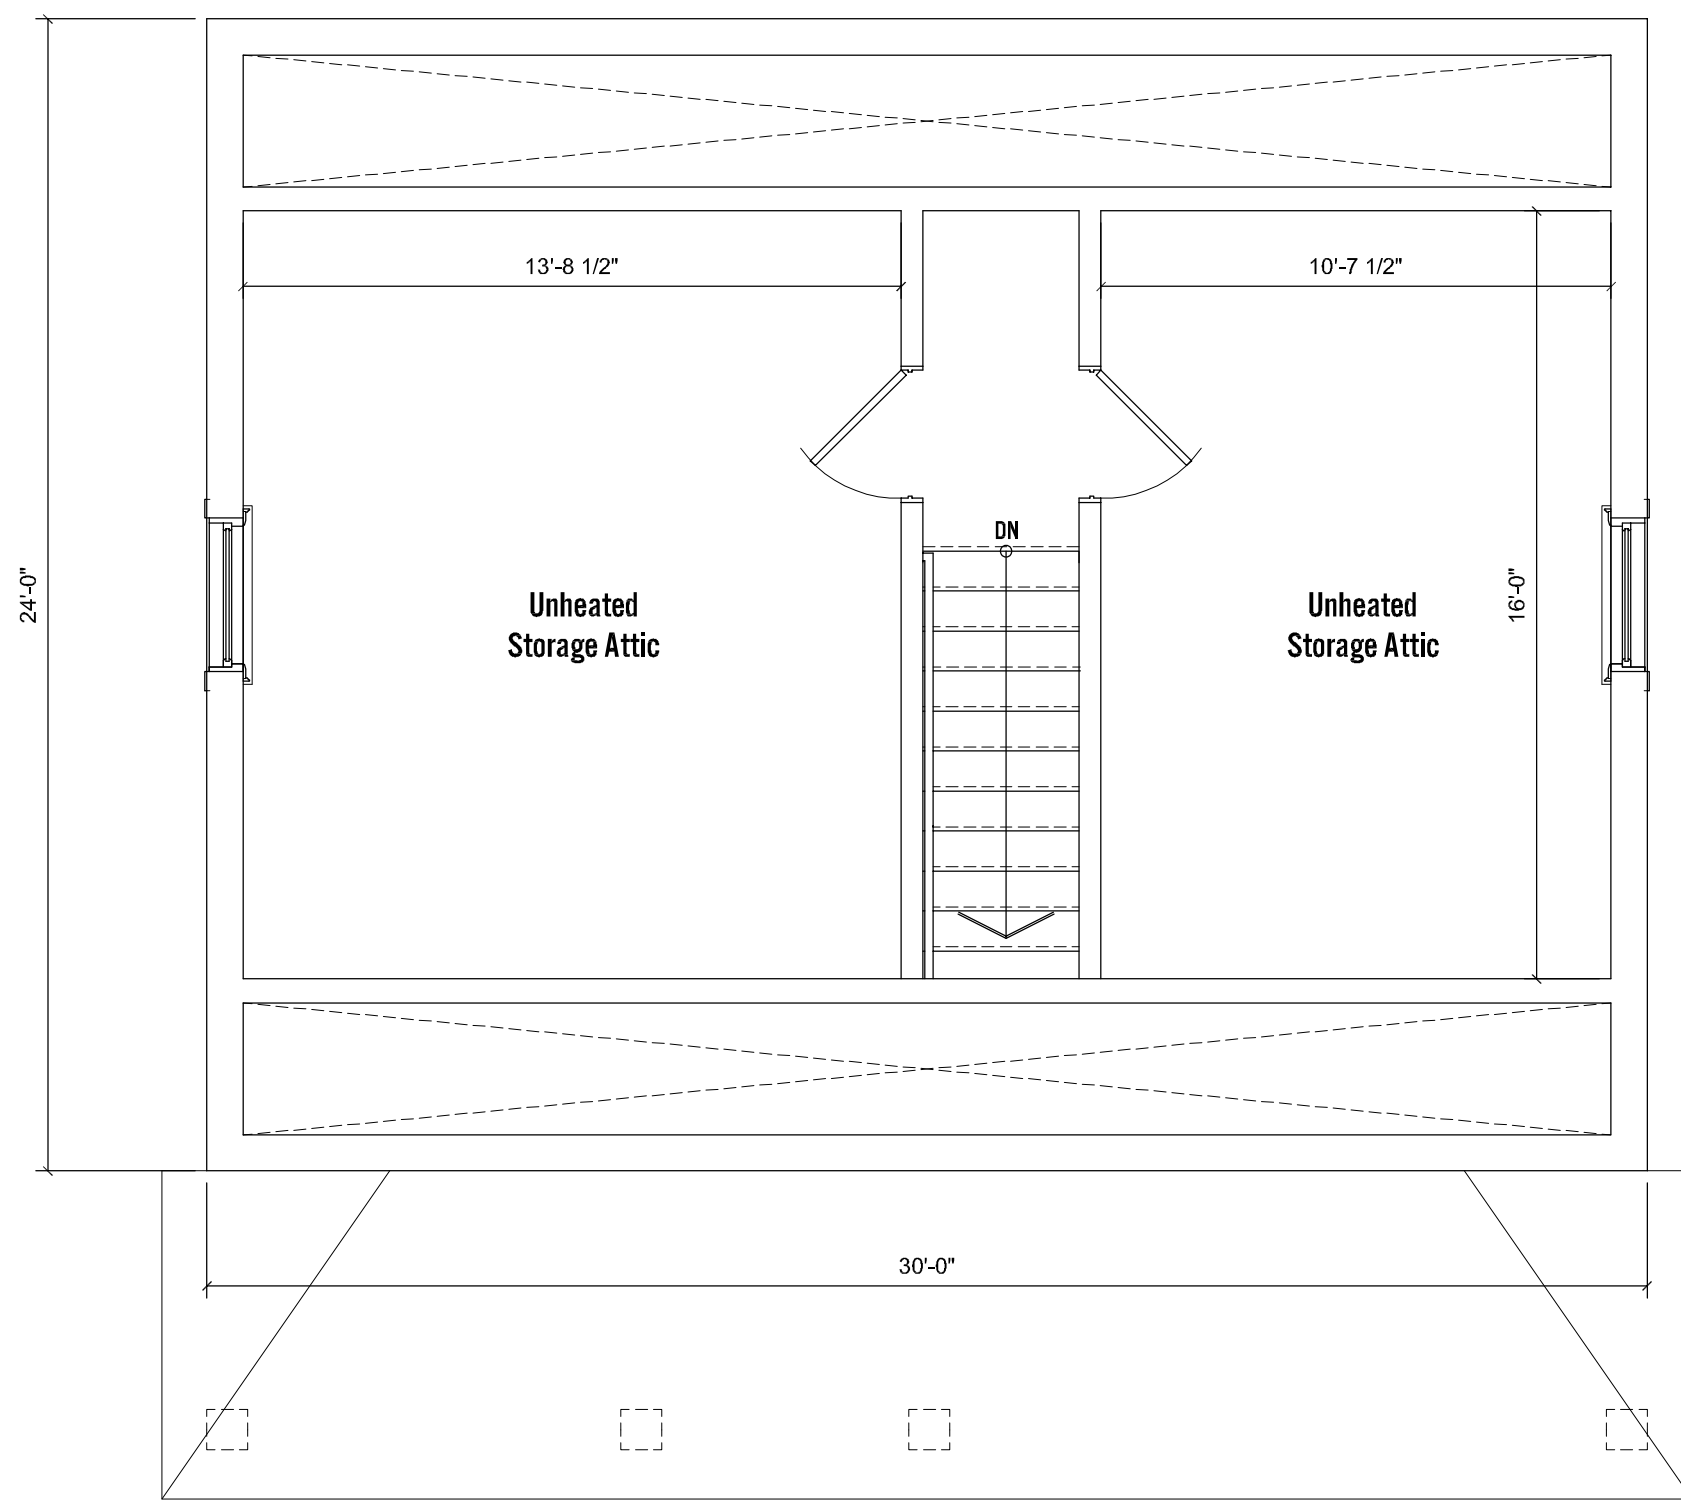 13'-8 1/2"
10'-7 1/2"
DN
24'-0"
Unheated
Storage Attic
Unheated
Storage Attic
16'-0"
30'-0"